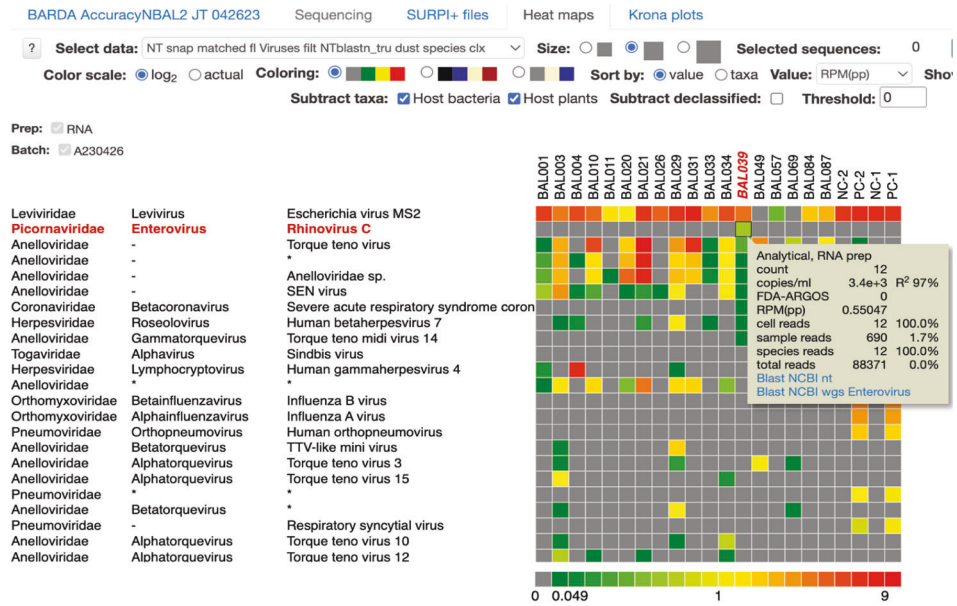 BARDA AccuracyNBAL2 JT 042623 Sequencing SURPI+ files Heat maps Krona plots
? Select data: NT snap matched fl Viruses filt NTblastn_tru dust species clx Size: Selected sequences: 0
Color scale: log2 actual Coloring: Sort by: value taxa Value: RPM(pp) Shov
Subtract taxa: Host bacteria Host plants Subtract declassified: Threshold: 0
Prep: RNA
Batch: A230426
BAL001 BAL003 BAL004 BAL010 BAL011 BAL020 BAL026 BAL021 BAL029 BAL031 BAL033 BAL034 BAL039 BAL049 BAL057 BAL069 BAL084 BAL087 NC-2 PC-2 NC-1 PC-1
Leviviridae Levivirus Escherichia virus MS2
Picornaviridae Enterovirus Rhinovirus C
Anelloviridae - Torque teno virus
Anelloviridae - *
Anelloviridae - Anelloviridae sp.
Anelloviridae - SEN virus
Coronaviridae Betacoronavirus Severe acute respiratory syndrome coron
Herpesviridae Roseolovirus Human betaherpesvirus 7
Anelloviridae Gammatorquevirus Torque teno midi virus 14
Togaviridae Alphavirus Sindbis virus
Herpesviridae Lymphocryptovirus Human gammaherpesvirus 4
Anelloviridae * *
Orthomyxoviridae Betainfluenzavirus Influenza B virus
Orthomyxoviridae Alphainfluenzavirus Influenza A virus
Pneumoviridae Orthopneumovirus Human orthopneumovirus
Anelloviridae Betatorquevirus TTV-like mini virus
Anelloviridae Alphatorquevirus Torque teno virus 3
Anelloviridae Alphatorquevirus Torque teno virus 15
Pneumoviridae * *
Anelloviridae Betatorquevirus *
Pneumoviridae - Respiratory syncytial virus
Anelloviridae Alphatorquevirus Torque teno virus 10
Anelloviridae Alphatorquevirus Torque teno virus 12
Analytical, RNA prep
count 12
copies/ml 3.4e+3 R2 97%
FDA-ARGOS 0
RPM(pp) 0.55047
cell reads 12 100.0%
sample reads 690 1.7%
species reads 12 100.0%
total reads 88371 0.0%
Blast NCBI nt
Blast NCBI wgs Enterovirus
0 0.049 1 9